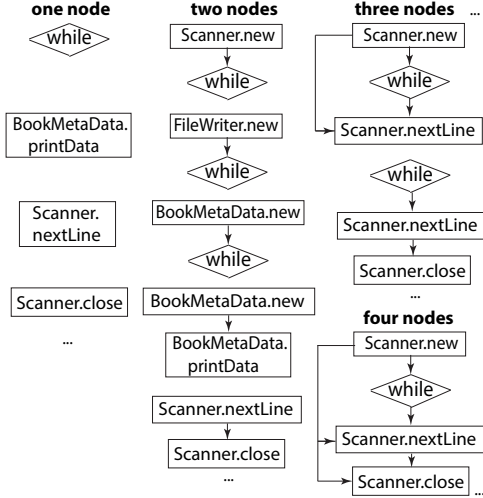 one node
while
BookMetaData.
printData
Scanner.
nextLine
Scanner.close
...
two nodes
Scanner.new
while
FileWriter.new
while
BookMetaData.new
while
BookMetaData.new
BookMetaData.
printData
Scanner.nextLine
Scanner.close
...
three nodes ...
Scanner.new
while
Scanner.nextLine
while
Scanner.nextLine
Scanner.close
...
four nodes
Scanner.new
while
Scanner.nextLine
Scanner.close ...